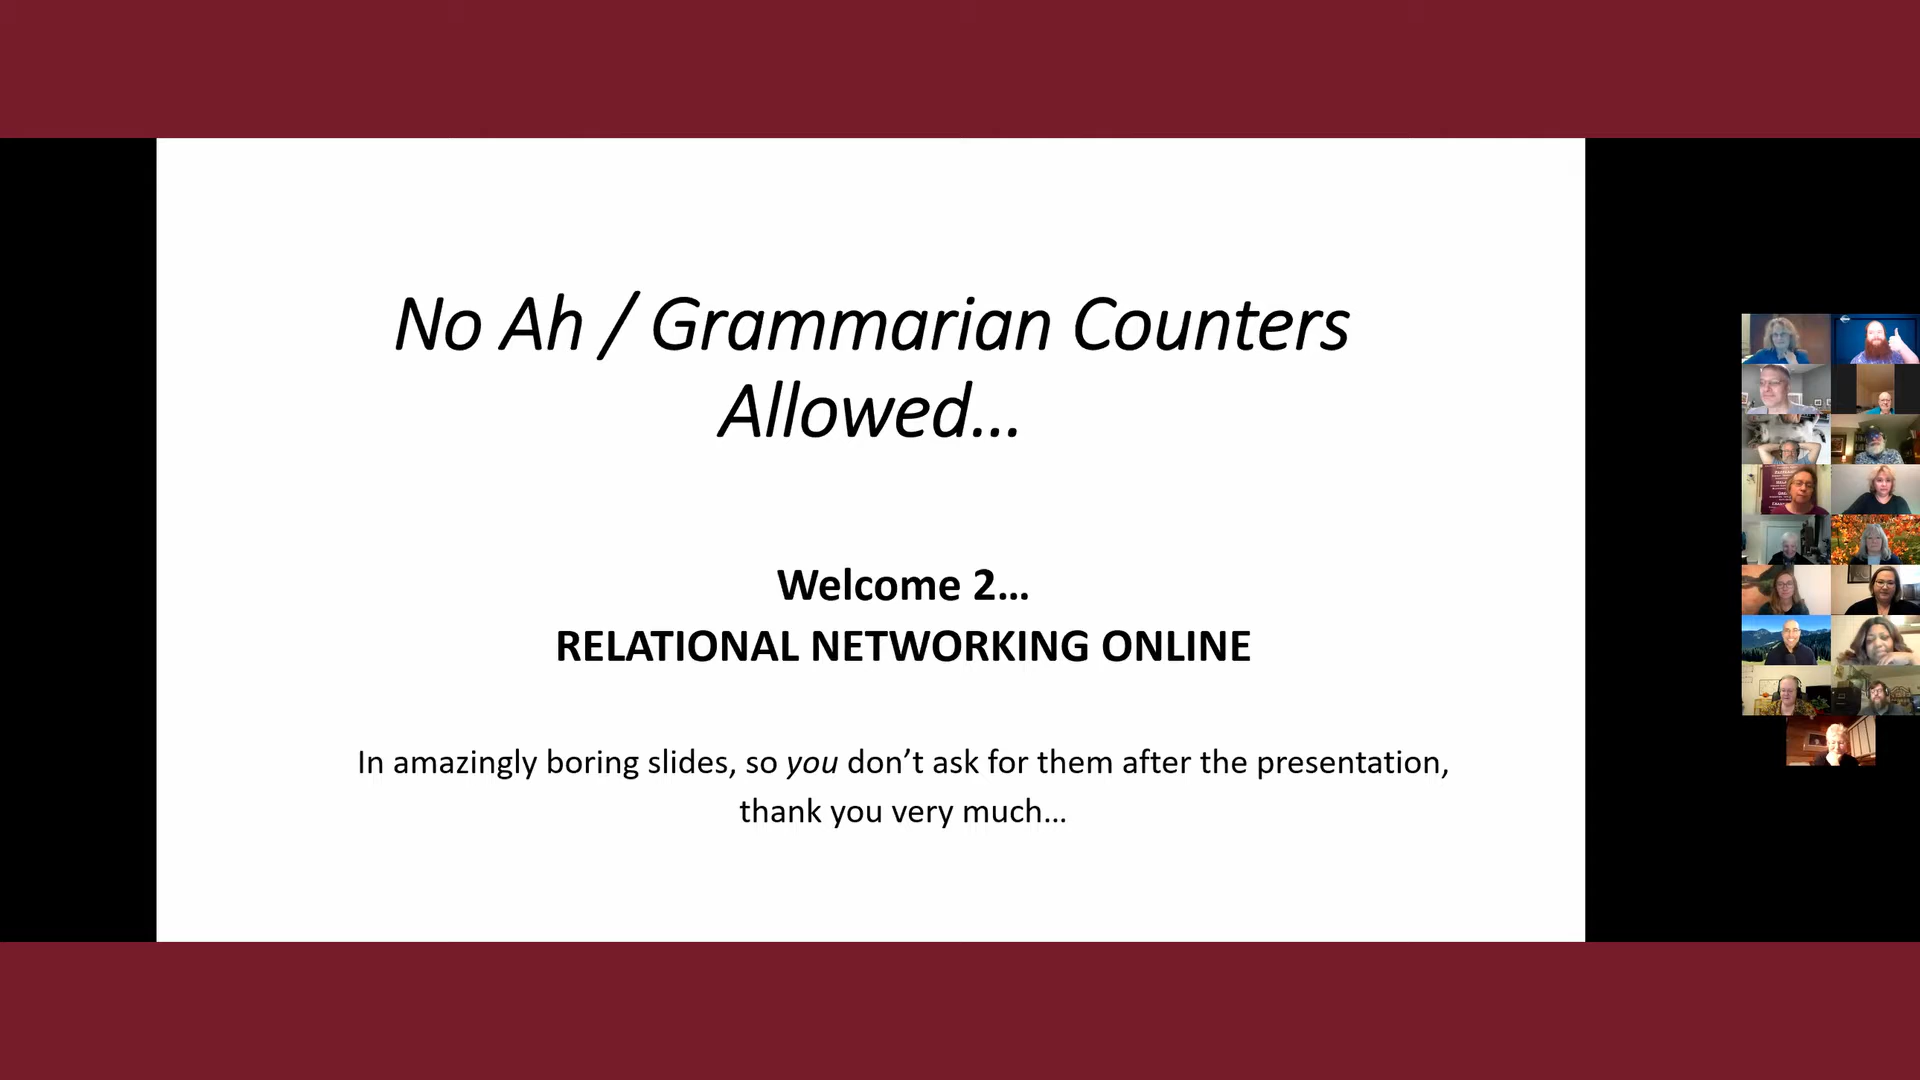 No Ah / Grammarian Counters
Allowed...
Welcome 2...
RELATIONAL NETWORKING ONLINE
In amazingly boring slides, so you don’t ask for them after the presentation,
thank you very much...